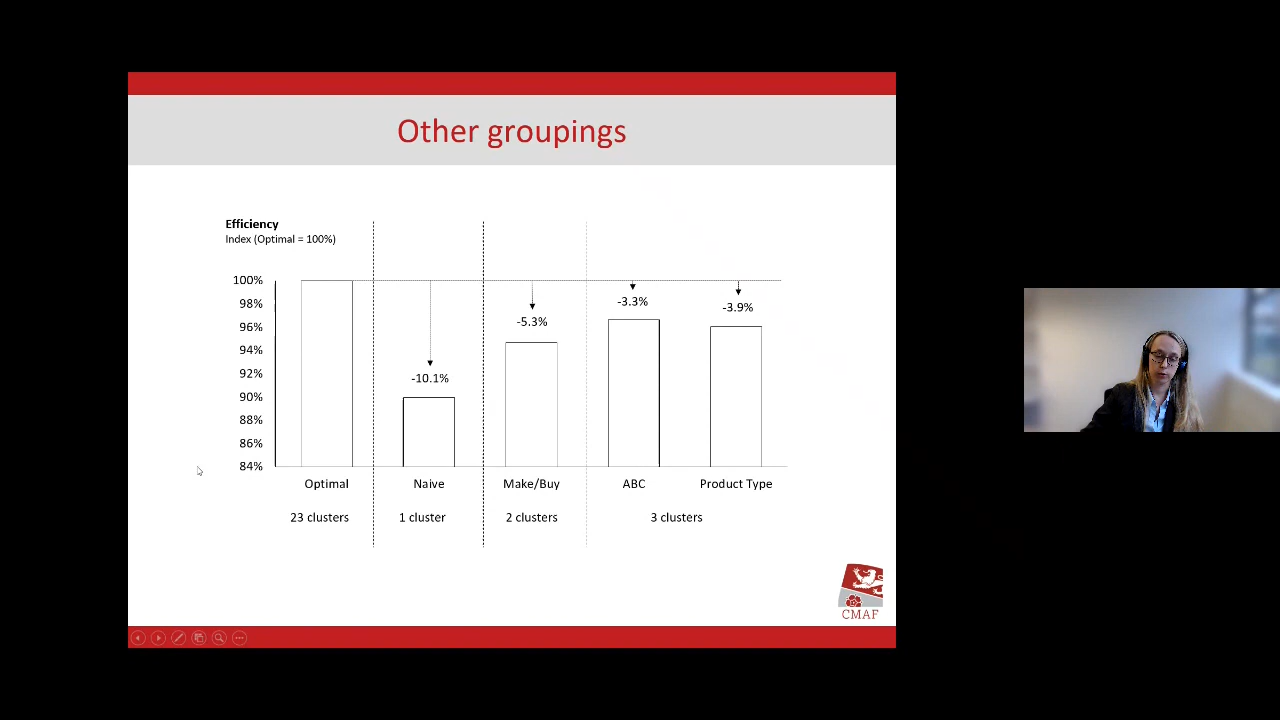 Other groupings
Efficiency
Index (Optimal = 100%)
100%
98%
96%
94%
92%
90%
88%
86%
84%
-10.1%
-5.3%
-3.3%
-3.9%
Optimal
Naive
Make/Buy
ABC
Product Type
23 clusters
1 cluster
2 clusters
3 clusters
CMAF